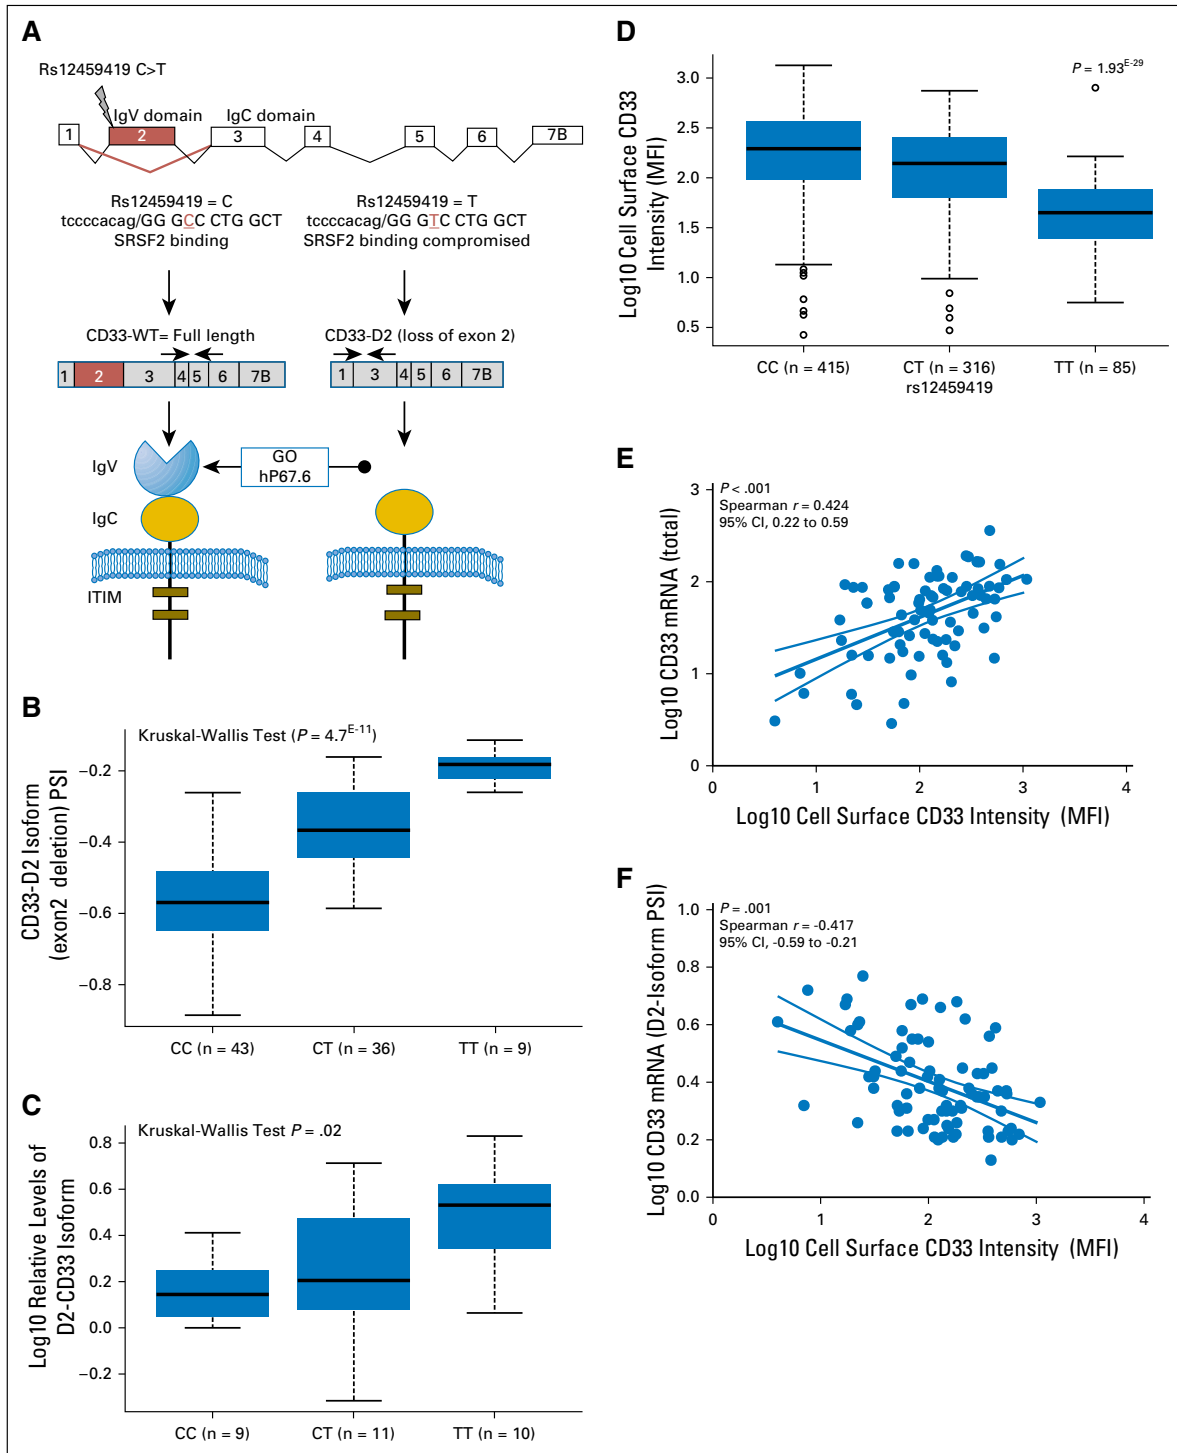 A
Rs12459419 C>T
IgV domain
IgC domain
1
2
3
4
5
6
7B
Rs12459419 = C
tccccacag/GG GCC CTG GCT
SRSF2 binding
Rs12459419 = T
tccccacag/GG GTC CTG GCT
SRSF2 binding compromised
CD33-WT= Full length
1 2 3 4 5 6 7B
CD33-D2 (loss of exon 2)
1 3 4 5 6 7B
IgV
GO
hP67.6
IgC
ITIM
B
Kruskal-Wallis Test (P = 4.7E-11)
CD33-D2 Isoform
(exon2 deletion) PSI
−0.2
−0.4
−0.6
−0.8
CC (n = 43)
CT (n = 36)
TT (n = 9)
C
Kruskal-Wallis Test P = .02
Log10 Relative Levels of
D2-CD33 Isoform
0.8
0.6
0.4
0.2
0.0
−0.2
CC (n = 9)
CT (n = 11)
TT (n = 10)
D
P = 1.93E-29
Log10 Cell Surface CD33
Intensity (MFI)
3.0
2.5
2.0
1.5
1.0
0.5
CC (n = 415)
CT (n = 316)
TT (n = 85)
rs12459419
E
P < .001
Spearman r = 0.424
95% CI, 0.22 to 0.59
Log10 CD33 mRNA (total)
3
2
1
0
0 1 2 3 4
Log10 Cell Surface CD33 Intensity (MFI)
F
P = .001
Spearman r = -0.417
95% CI, -0.59 to -0.21
Log10 CD33 mRNA (D2-Isoform PSI)
1.0
0.8
0.6
0.4
0.2
0.0
0 1 2 3 4
Log10 Cell Surface CD33 Intensity (MFI)